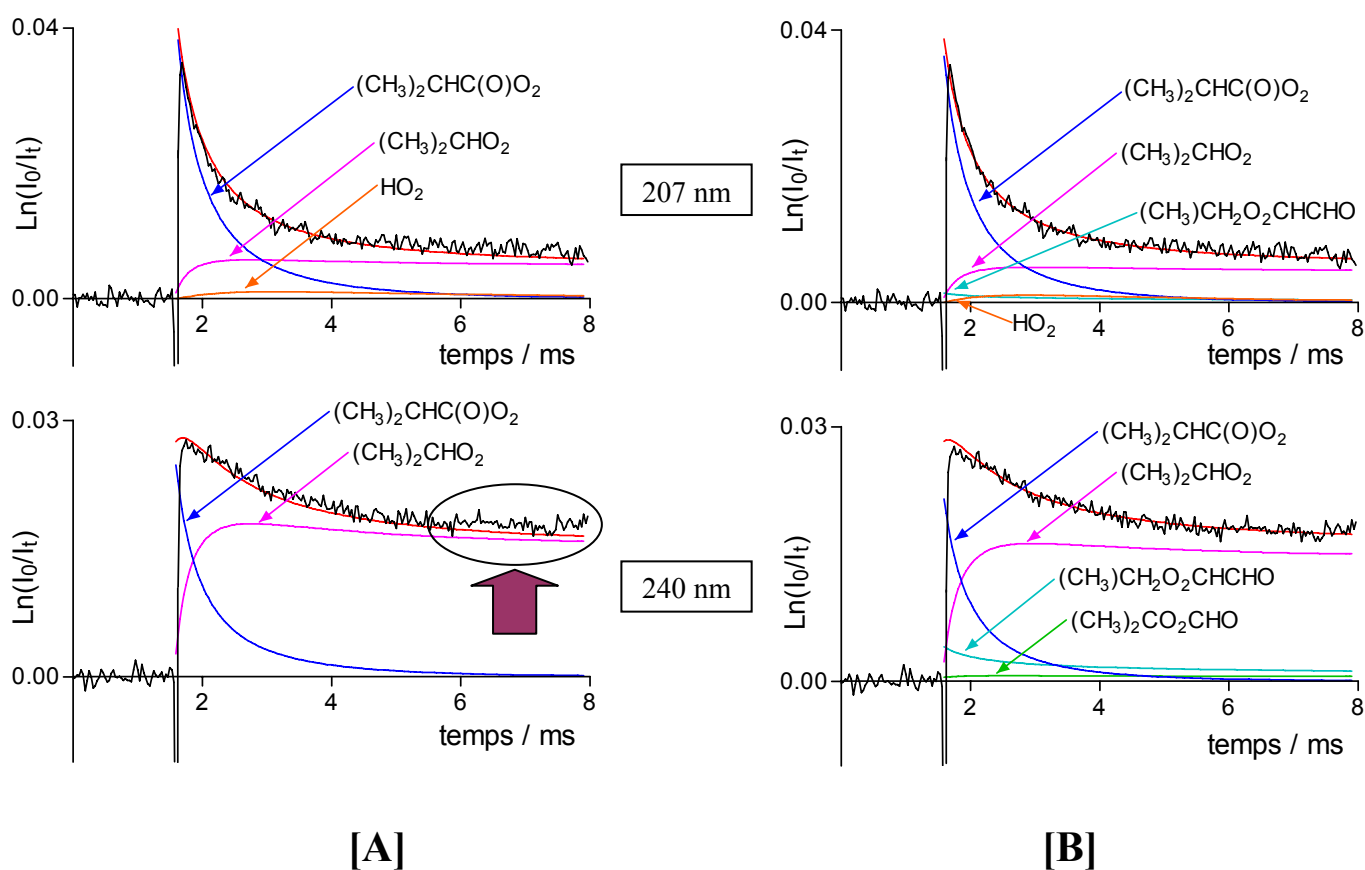 0.04
(CH₃)₂CHC(O)O₂
(CH₃)₂CHO₂
HO₂
Ln(I₀/Iₜ)
0.00
2 4 6 8
temps / ms
207 nm
0.04
(CH₃)₂CHC(O)O₂
(CH₃)₂CHO₂
(CH₃)CH₂O₂CHCHO
HO₂
Ln(I₀/Iₜ)
0.00
2 4 6 8
temps / ms
0.03
(CH₃)₂CHC(O)O₂
(CH₃)₂CHO₂
Ln(I₀/Iₜ)
0.00
2 4 6 8
temps / ms
240 nm
0.03
(CH₃)₂CHC(O)O₂
(CH₃)₂CHO₂
(CH₃)CH₂O₂CHCHO
(CH₃)₂CO₂CHO
Ln(I₀/Iₜ)
0.00
2 4 6 8
temps / ms
[A]
[B]